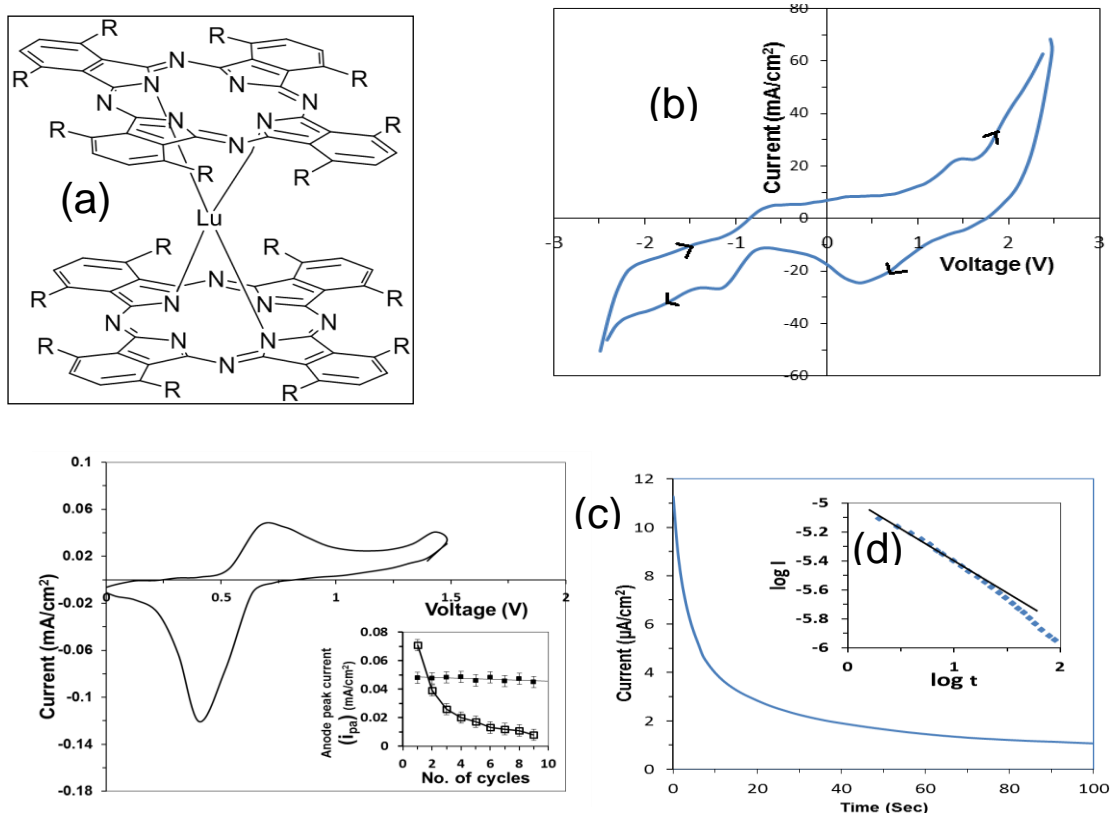 R
R
N
R
R
N
N
R
N
N
N
N
R
R
N
R
R
(a)
Lu
R
R
N
R
N
N
R
N
N
R
N
N
R
N
R
R
(b)
Current (mA/cm²)
80
60
40
20
0
-20
-40
-60
-3
-2
-1
0
1
2
3
Voltage (V)
0.1
0.06
0.02
-0.02
-0.06
-0.1
-0.14
-0.18
Current (mA/cm²)
0
0.5
1
1.5
2
Voltage (V)
0.08
0.06
0.04
0.02
0
Anode peak current
(iₚₐ) (mA/cm²)
0 2 4 6 8 10
No. of cycles
(c)
12
10
8
6
4
2
0
Current (µA/cm²)
0 20 40 60 80 100
Time (Sec)
(d)
-5
-5.2
-5.4
-5.6
-5.8
-6
log I
0 1 2
log t